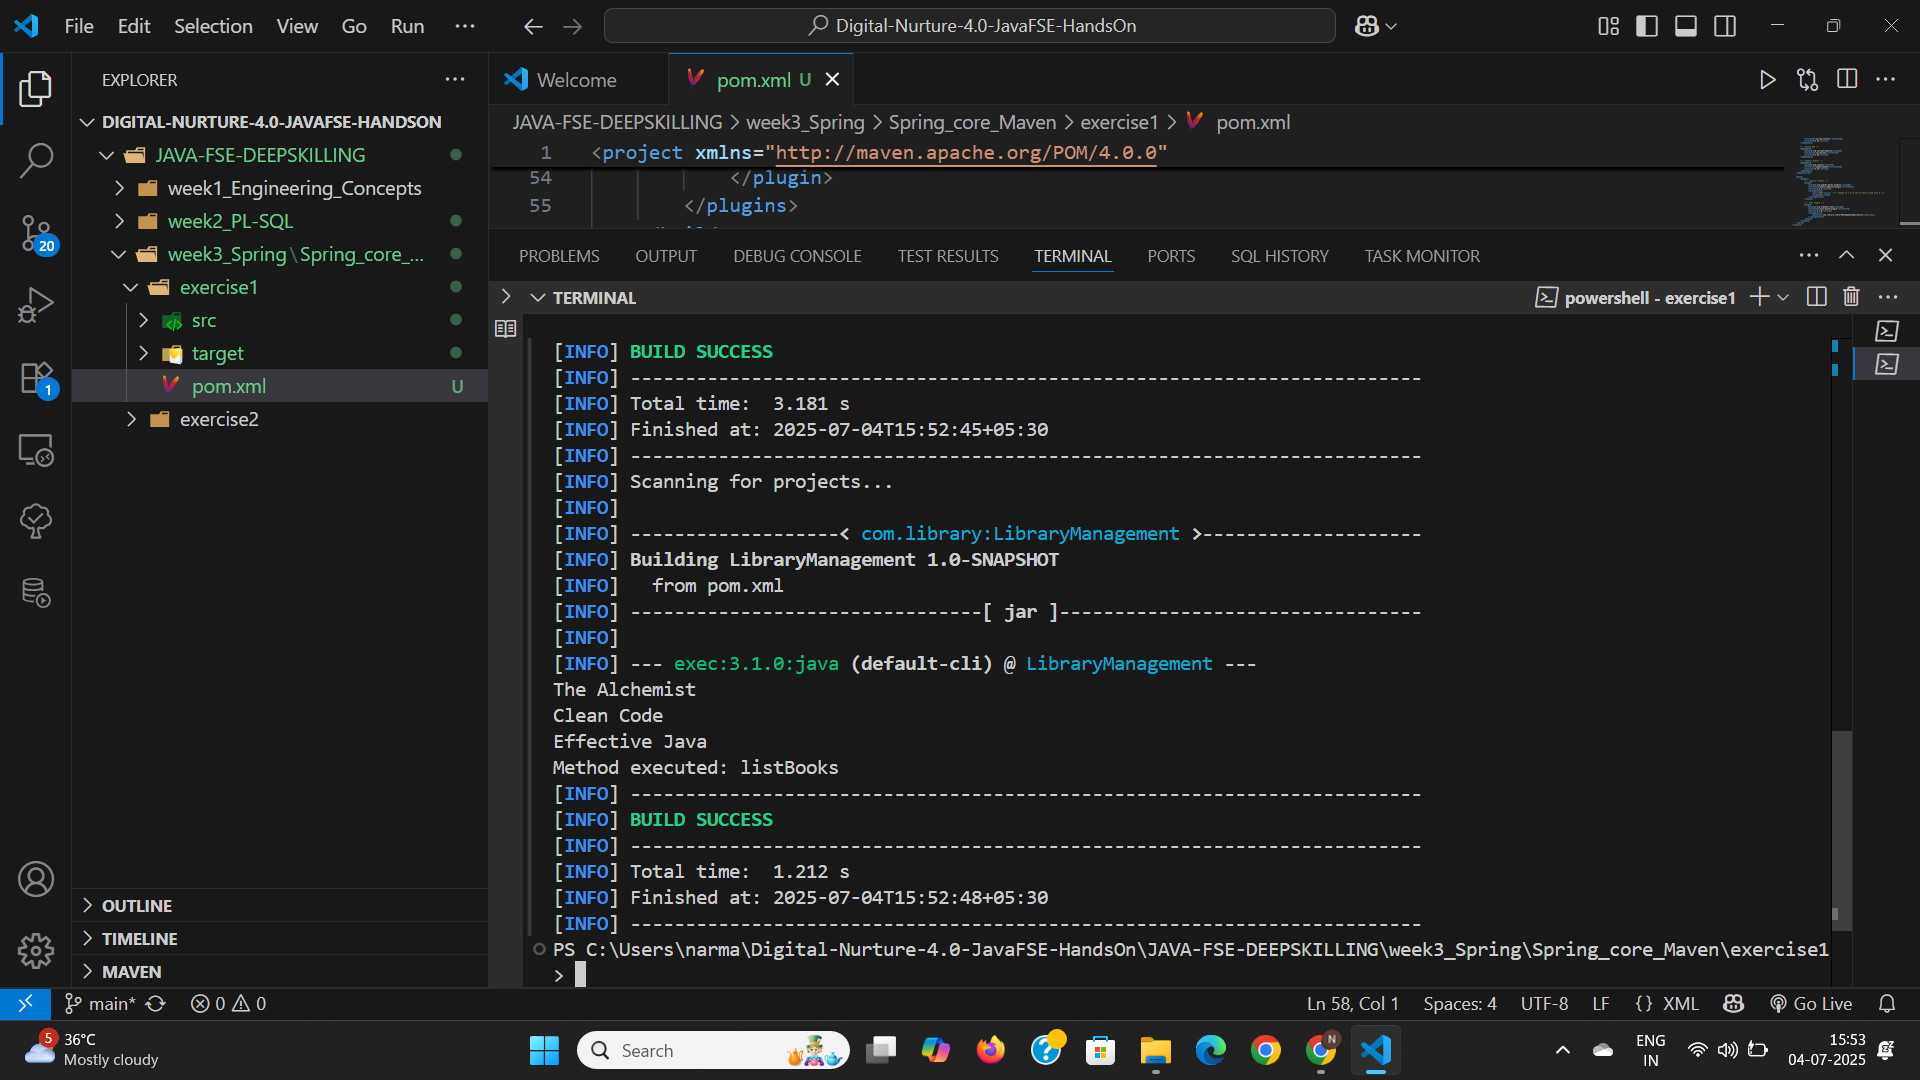 File Edit Selection View Go Run ...
Digital-Nurture-4.0-JavaFSE-HandsOn
EXPLORER
DIGITAL-NURTURE-4.0-JAVAFSE-HANDSON
JAVA-FSE-DEEPSKILLING
week1_Engineering_Concepts
week2_PL-SQL
week3_Spring\Spring_core_...
exercise1
src
target
pom.xml U
exercise2
OUTLINE
TIMELINE
MAVEN
20
1
Welcome
pom.xml U
JAVA-FSE-DEEPSKILLING > week3_Spring > Spring_core_Maven > exercise1 > pom.xml
1 <project xmlns="http://maven.apache.org/POM/4.0.0"
54 </plugin>
55 </plugins>
PROBLEMS OUTPUT DEBUG CONSOLE TEST RESULTS TERMINAL PORTS SQL HISTORY TASK MONITOR
TERMINAL
powershell - exercise1
[INFO] BUILD SUCCESS
[INFO] ------------------------------------------------------------------------
[INFO] Total time:  3.181 s
[INFO] Finished at: 2025-07-04T15:52:45+05:30
[INFO] ------------------------------------------------------------------------
[INFO] Scanning for projects...
[INFO]
[INFO] -------------------< com.library:LibraryManagement >--------------------
[INFO] Building LibraryManagement 1.0-SNAPSHOT
[INFO]   from pom.xml
[INFO] --------------------------------[ jar ]---------------------------------
[INFO]
[INFO] --- exec:3.1.0:java (default-cli) @ LibraryManagement ---
The Alchemist
Clean Code
Effective Java
Method executed: listBooks
[INFO] ------------------------------------------------------------------------
[INFO] BUILD SUCCESS
[INFO] ------------------------------------------------------------------------
[INFO] Total time:  1.212 s
[INFO] Finished at: 2025-07-04T15:52:48+05:30
[INFO] ------------------------------------------------------------------------
PS C:\Users\narma\Digital-Nurture-4.0-JavaFSE-HandsOn\JAVA-FSE-DEEPSKILLING\week3_Spring\Spring_core_Maven\exercise1
>
main* 0 0
Ln 58, Col 1 Spaces: 4 UTF-8 LF {} XML Go Live
5
36°C
Mostly cloudy
Search
N
ENG
IN
15:53
04-07-2025